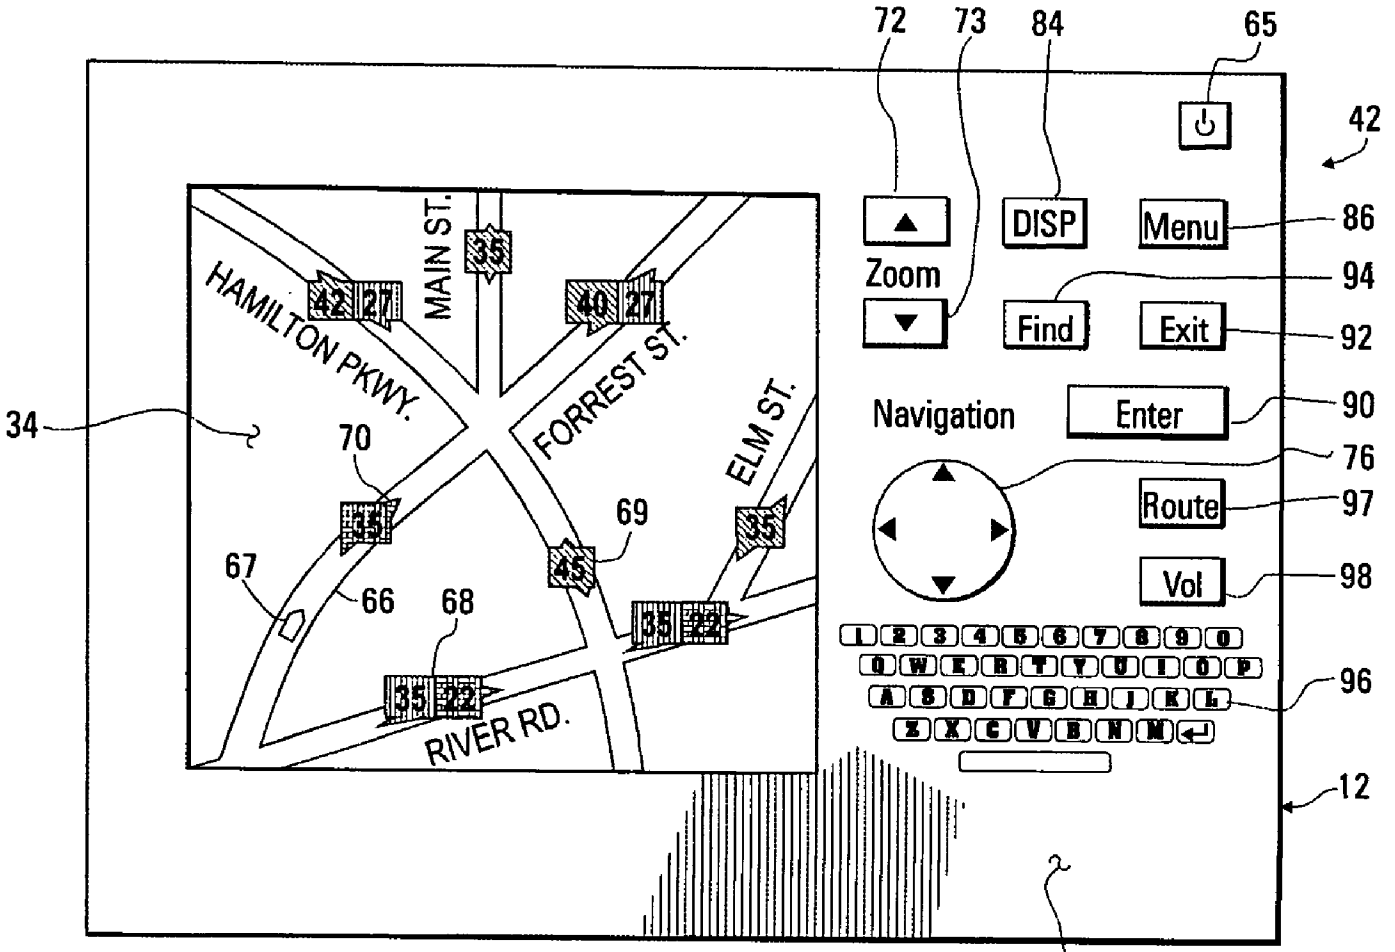 72 73 84 65
42
DISP Menu 86
Zoom 94
Find Exit 92
Navigation Enter 90
76
Route 97
Vol 98
1 2 3 4 5 6 7 8 9 0
Q W E R T Y U I O P
A S D F G H J K L 96
Z X C V B N M
12
34
HAMILTON PKWY.
MAIN ST.
FORREST ST.
ELM ST.
RIVER RD.
42 27
35
40 27
70
35
69
45
35
67
66
68
35 22
35 22